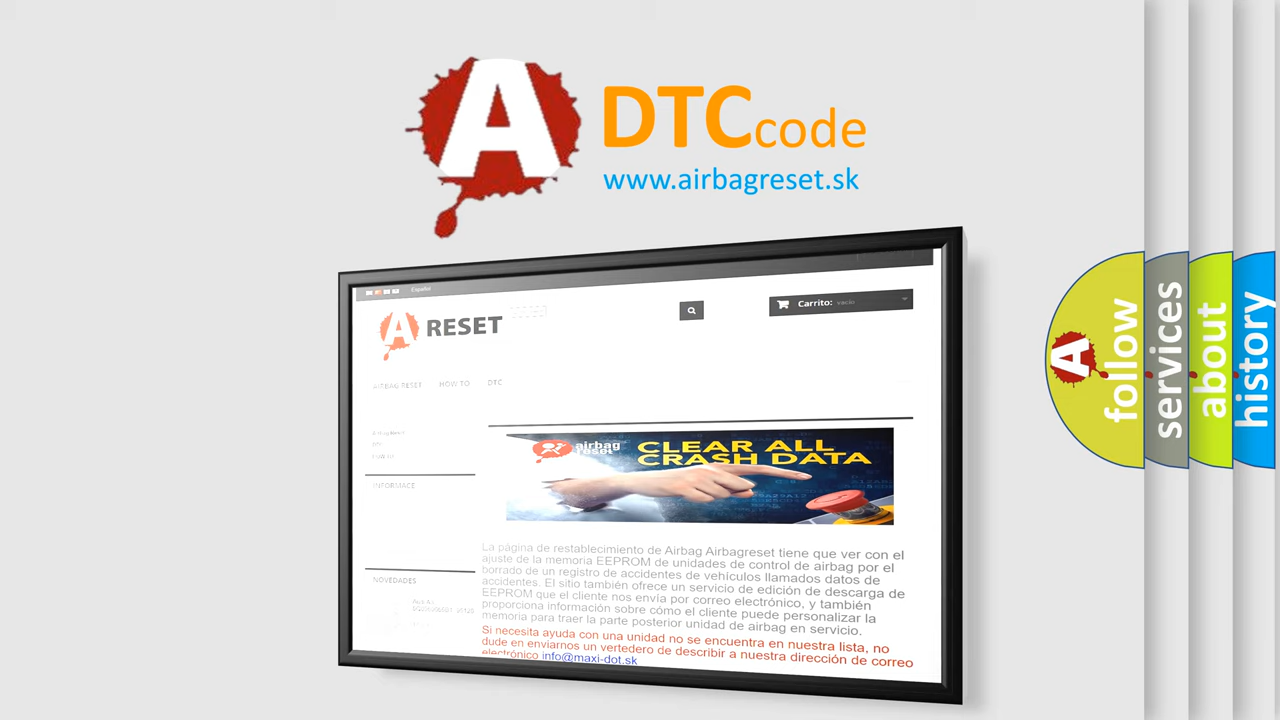 A
DTCcode
www.airbagreset.sk
Español
A RESET
Carrito: vacío
AIRBAG RESET HOW TO DTC
airbag reset
CLEAR ALL
CRASH DATA
INFORMACE
NOVEDADES
La página de restablecimiento de Airbag Airbagreset tiene que ver con el
ajuste de la memoria EEPROM de unidades de control de airbag por el
borrado de un registro de accidentes de vehículos llamados datos de
accidentes. El sitio también ofrece un servicio de edición de descarga de
EEPROM que el cliente nos envía por correo electrónico, y también
proporciona información sobre cómo el cliente puede personalizar la
memoria para traer la parte posterior unidad de airbag en servicio.
Si necesita ayuda con una unidad no se encuentra en nuestra lista, no
dude en enviarnos un vertedero de describir a nuestra dirección de correo
electrónico info@maxi-dot.sk
A
follow
services
about
history